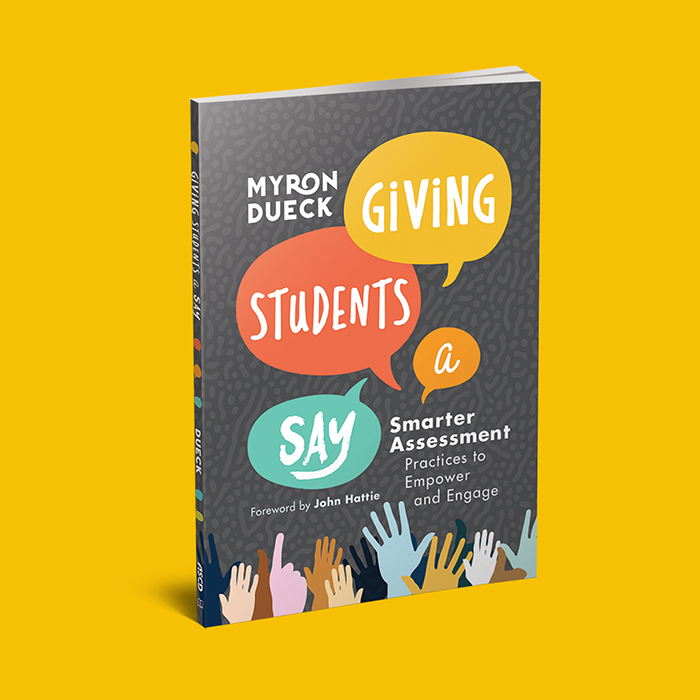 MYRON
DUECK
GiViNG
STUDENTS
a
SAY
Smarter
Assessment
Practices to
Empower
and Engage
Foreword by John Hattie
GIVING STUDENTS a SAY
DUECK
ascd